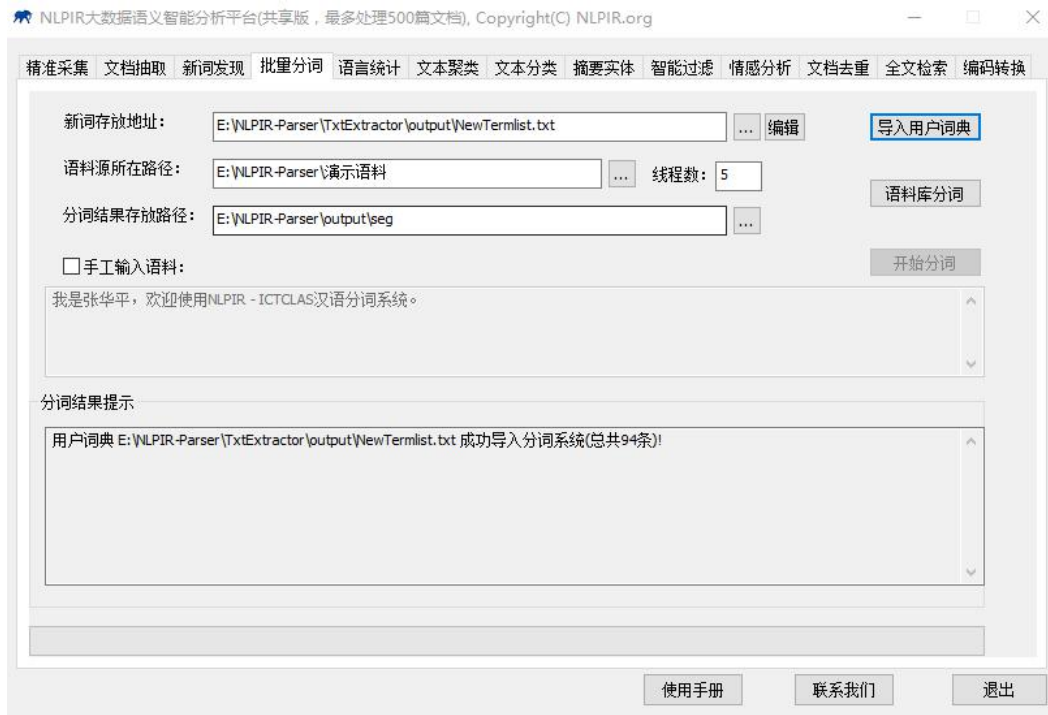 NLPIR大数据语义智能分析平台(共享版，最多处理500篇文档), Copyright(C) NLPIR.org
精准采集 文档抽取 新词发现 批量分词 语言统计 文本聚类 文本分类 摘要实体 智能过滤 情感分析 文档去重 全文检索 编码转换
新词存放地址： E:\NLPIR-Parser\TxtExtractor\output\NewTermlist.txt ... 编辑 导入用户词典
语料源所在路径： E:\NLPIR-Parser\演示语料 ... 线程数： 5
语料库分词
分词结果存放路径： E:\NLPIR-Parser\output\seg ...
手工输入语料： 开始分词
我是张华平，欢迎使用NLPIR - ICTCLAS汉语分词系统。
分词结果提示
用户词典 E:\NLPIR-Parser\TxtExtractor\output\NewTermlist.txt 成功导入分词系统(总共94条)!
使用手册 联系我们 退出